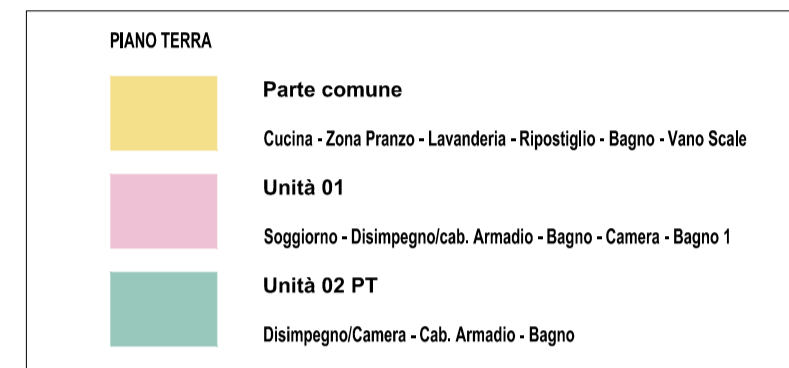 PIANO TERRA
Parte comune
Cucina - Zona Pranzo - Lavanderia - Ripostiglio - Bagno - Vano Scale
Unità 01
Soggiorno - Disimpegno/cab. Armadio - Bagno - Camera - Bagno 1
Unità 02 PT
Disimpegno/Camera - Cab. Armadio - Bagno